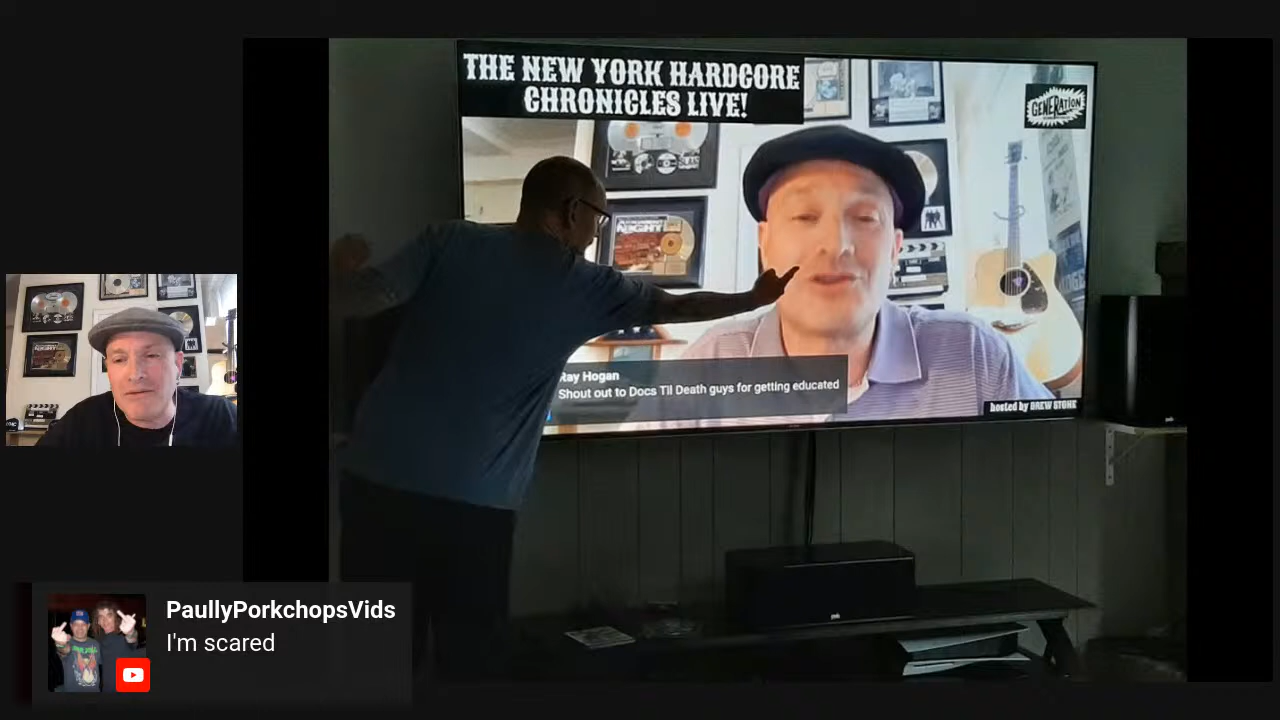 THE NEW YORK HARDCORE
CHRONICLES LIVE!
GENERATION
NIGHT
Ray Hogan
Shout out to Docs Til Death guys for getting educated
hosted by DREW STONE
PaullyPorkchopsVids
I'm scared